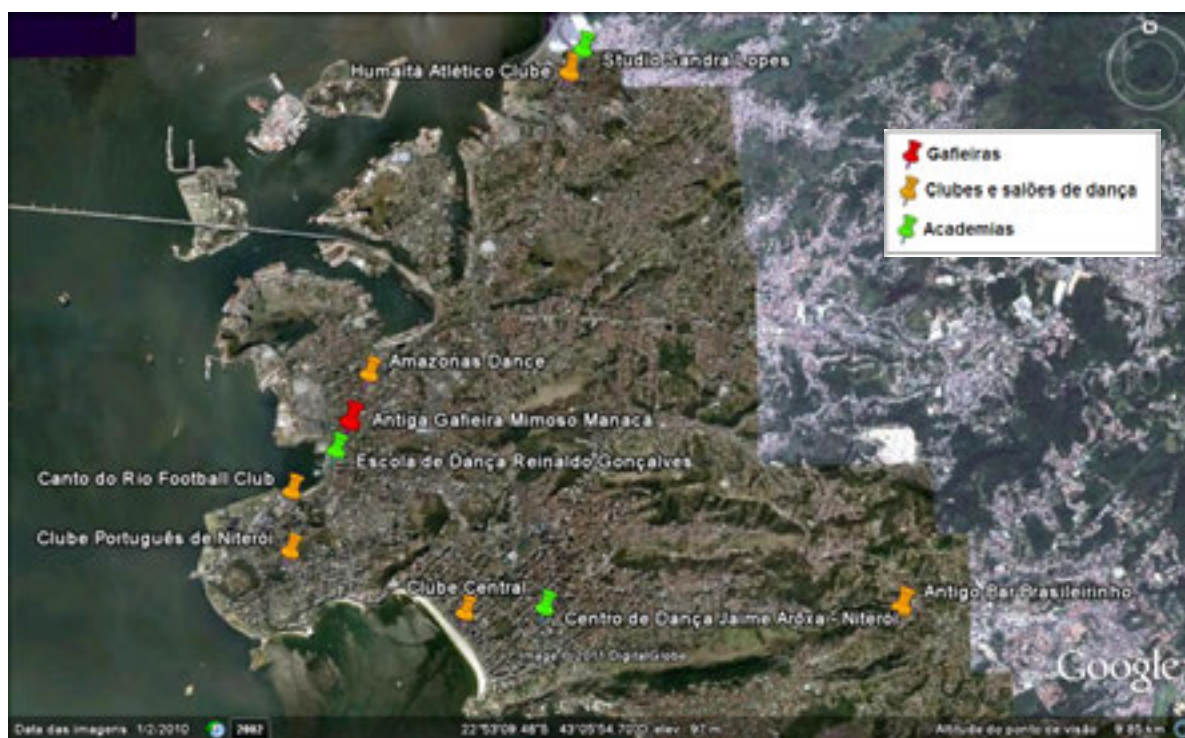 Studio Sandra Lopes
Humaitá Atlético Clube
Gafieiras
Clubes e salões de dança
Academias
Amazonas Dance
Antiga Gafieira Mimoso Manacá
Escola de Dança Reinaldo Gonçalves
Canto do Rio Football Club
Clube Português de Niterói
Clube Central
Antigo Bar Brasileirinho
Centro de Dança Jaime Arôxa - Niterói
Image © 2011 DigitalGlobe
Google
Data das imagens 1/2/2010 2002 22°53'09.48"S 43°05'54.70"O elev 97 m Altitude do ponto de visão 9.85 km